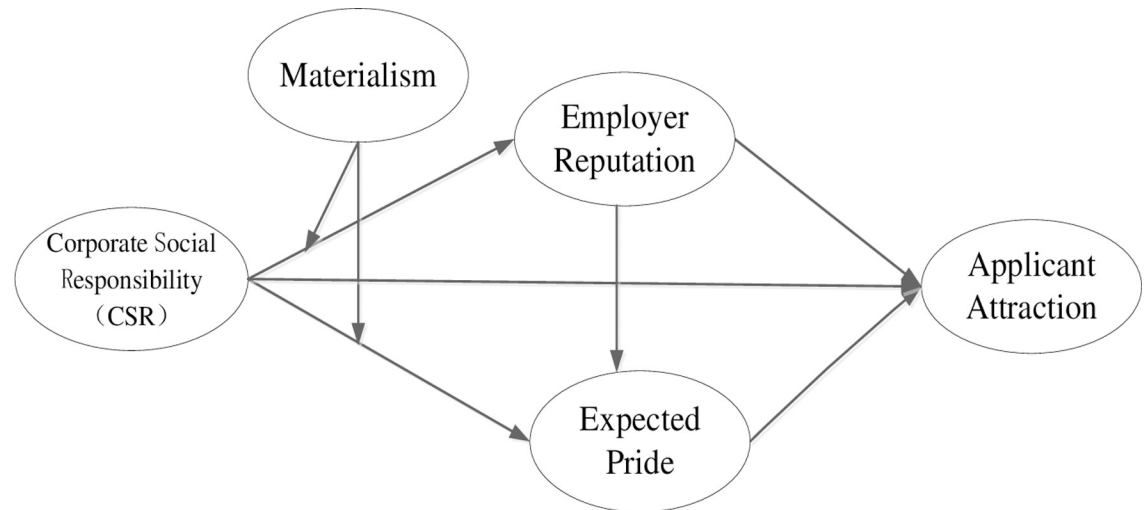 Materialism
Employer
Reputation
Corporate Social
Responsibility
（CSR）
Applicant
Attraction
Expected
Pride